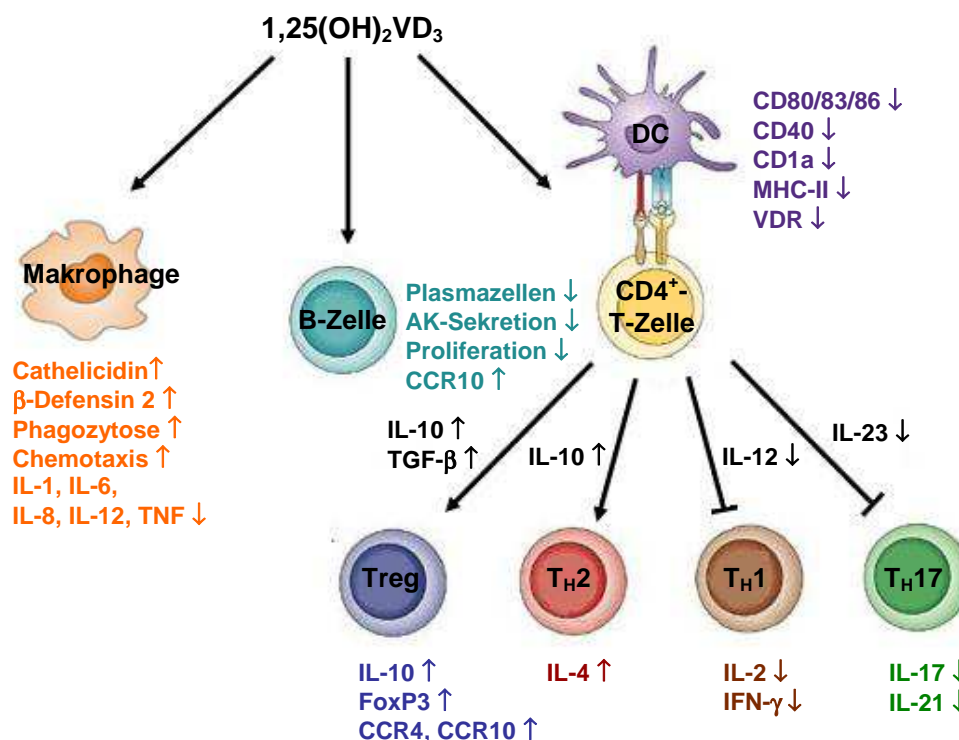 1,25(OH)₂VD₃
DC
CD80/83/86 ↓
CD40 ↓
CD1a ↓
MHC-II ↓
VDR ↓
Makrophage
B-Zelle
CD4⁺-
T-Zelle
Plasmazellen ↓
AK-Sekretion ↓
Proliferation ↓
CCR10 ↑
Cathelicidin ↑
β-Defensin 2 ↑
Phagozytose ↑
Chemotaxis ↑
IL-1, IL-6,
IL-8, IL-12, TNF ↓
IL-10 ↑
TGF-β ↑
IL-10 ↑
IL-12 ↓
IL-23 ↓
Treg
T_H2
T_H1
T_H17
IL-10 ↑
FoxP3 ↑
CCR4, CCR10 ↑
IL-4 ↑
IL-2 ↓
IFN-γ ↓
IL-17 ↓
IL-21 ↓